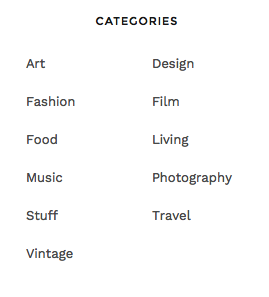 CATEGORIES
Art
Design
Fashion
Film
Food
Living
Music
Photography
Stuff
Travel
Vintage